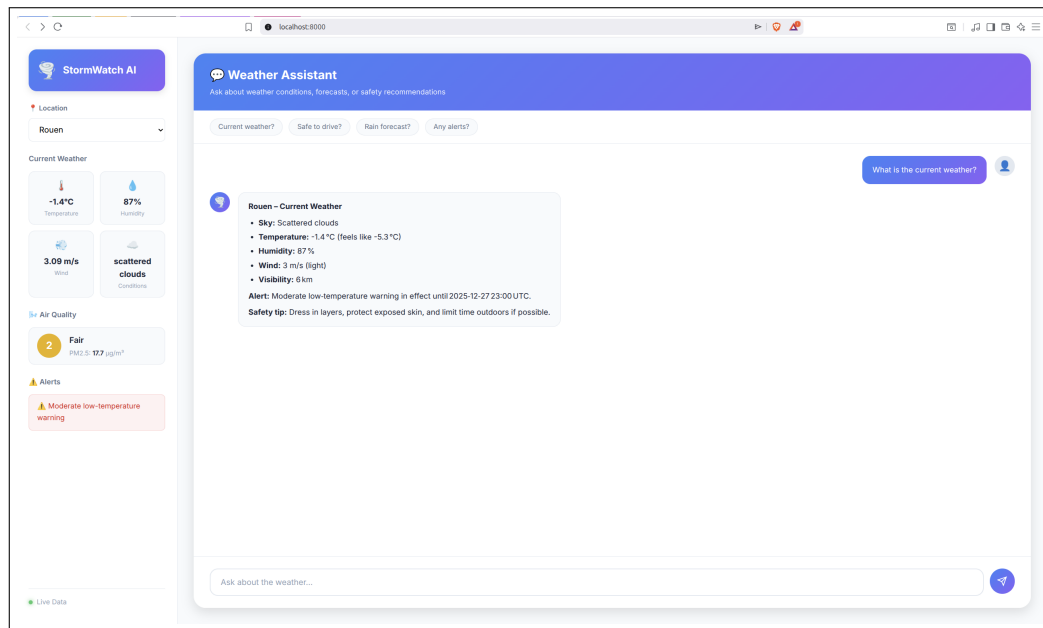 localhost:8000
StormWatch AI
Location
Rouen
Current Weather
-1.4°C
Temperature
87%
Humidity
3.09 m/s
Wind
scattered
clouds
Conditions
Air Quality
2
Fair
PM2.5: 17.7 µg/m³
Alerts
Moderate low-temperature
warning
Live Data
Weather Assistant
Ask about weather conditions, forecasts, or safety recommendations
Current weather?
Safe to drive?
Rain forecast?
Any alerts?
What is the current weather?
Rouen – Current Weather
• Sky: Scattered clouds
• Temperature: -1.4 °C (feels like -5.3 °C)
• Humidity: 87 %
• Wind: 3 m/s (light)
• Visibility: 6 km
Alert: Moderate low-temperature warning in effect until 2025-12-27 23:00 UTC.
Safety tip: Dress in layers, protect exposed skin, and limit time outdoors if possible.
Ask about the weather...